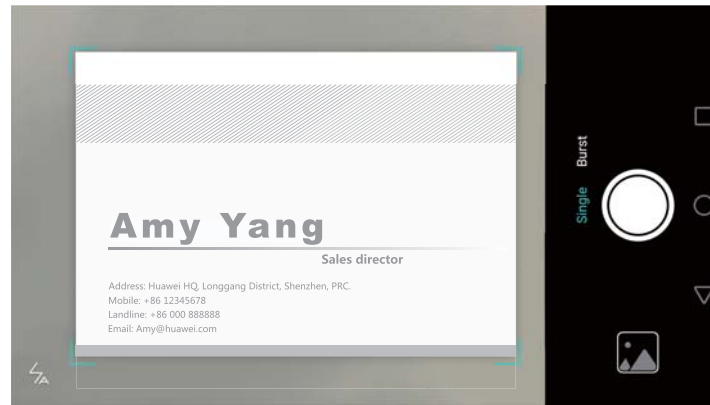 Amy Yang
Sales director
Address: Huawei HQ, Longgang District, Shenzhen, PRC.
Mobile: +86 12345678
Landline: +86 000 888888
Email: Amy@huawei.com
Single Burst